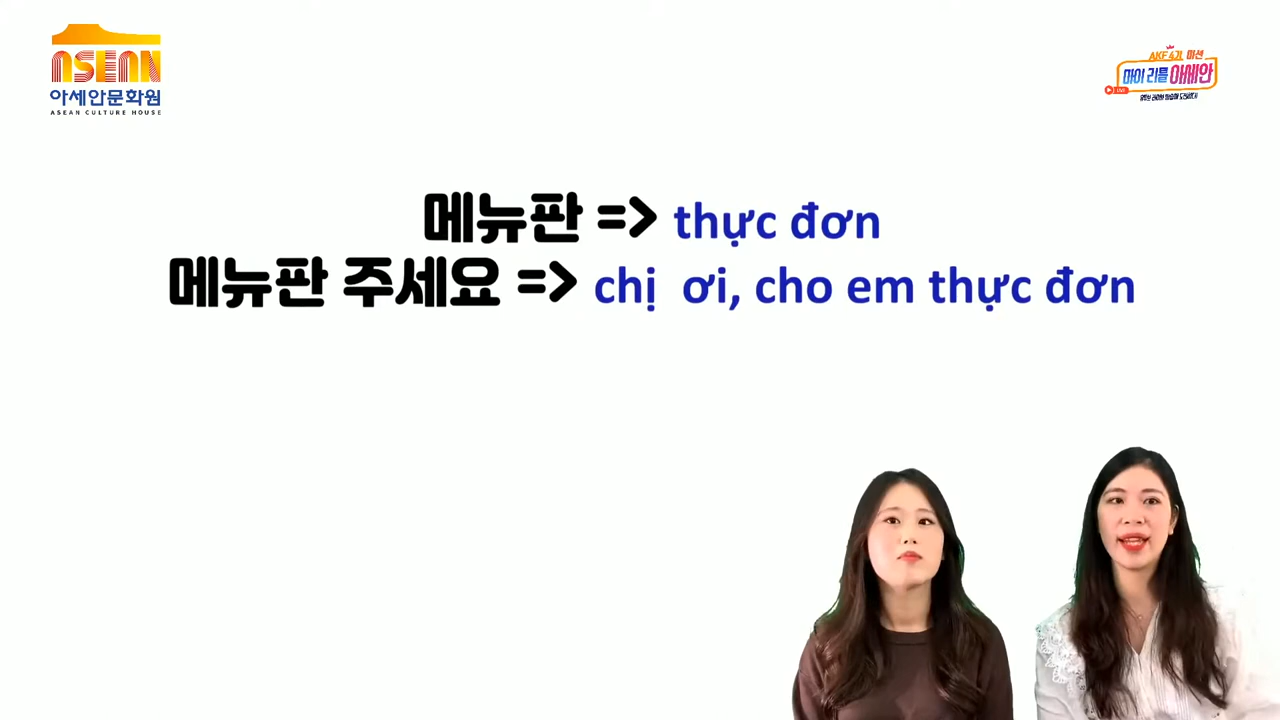 ASEAN
아세안문화원
ASEAN CULTURE HOUSE
AKF 4기 미션
마이 리틀 아세안
LIVE
메뉴판 => thực đơn
메뉴판 주세요 => chị ơi, cho em thực đơn